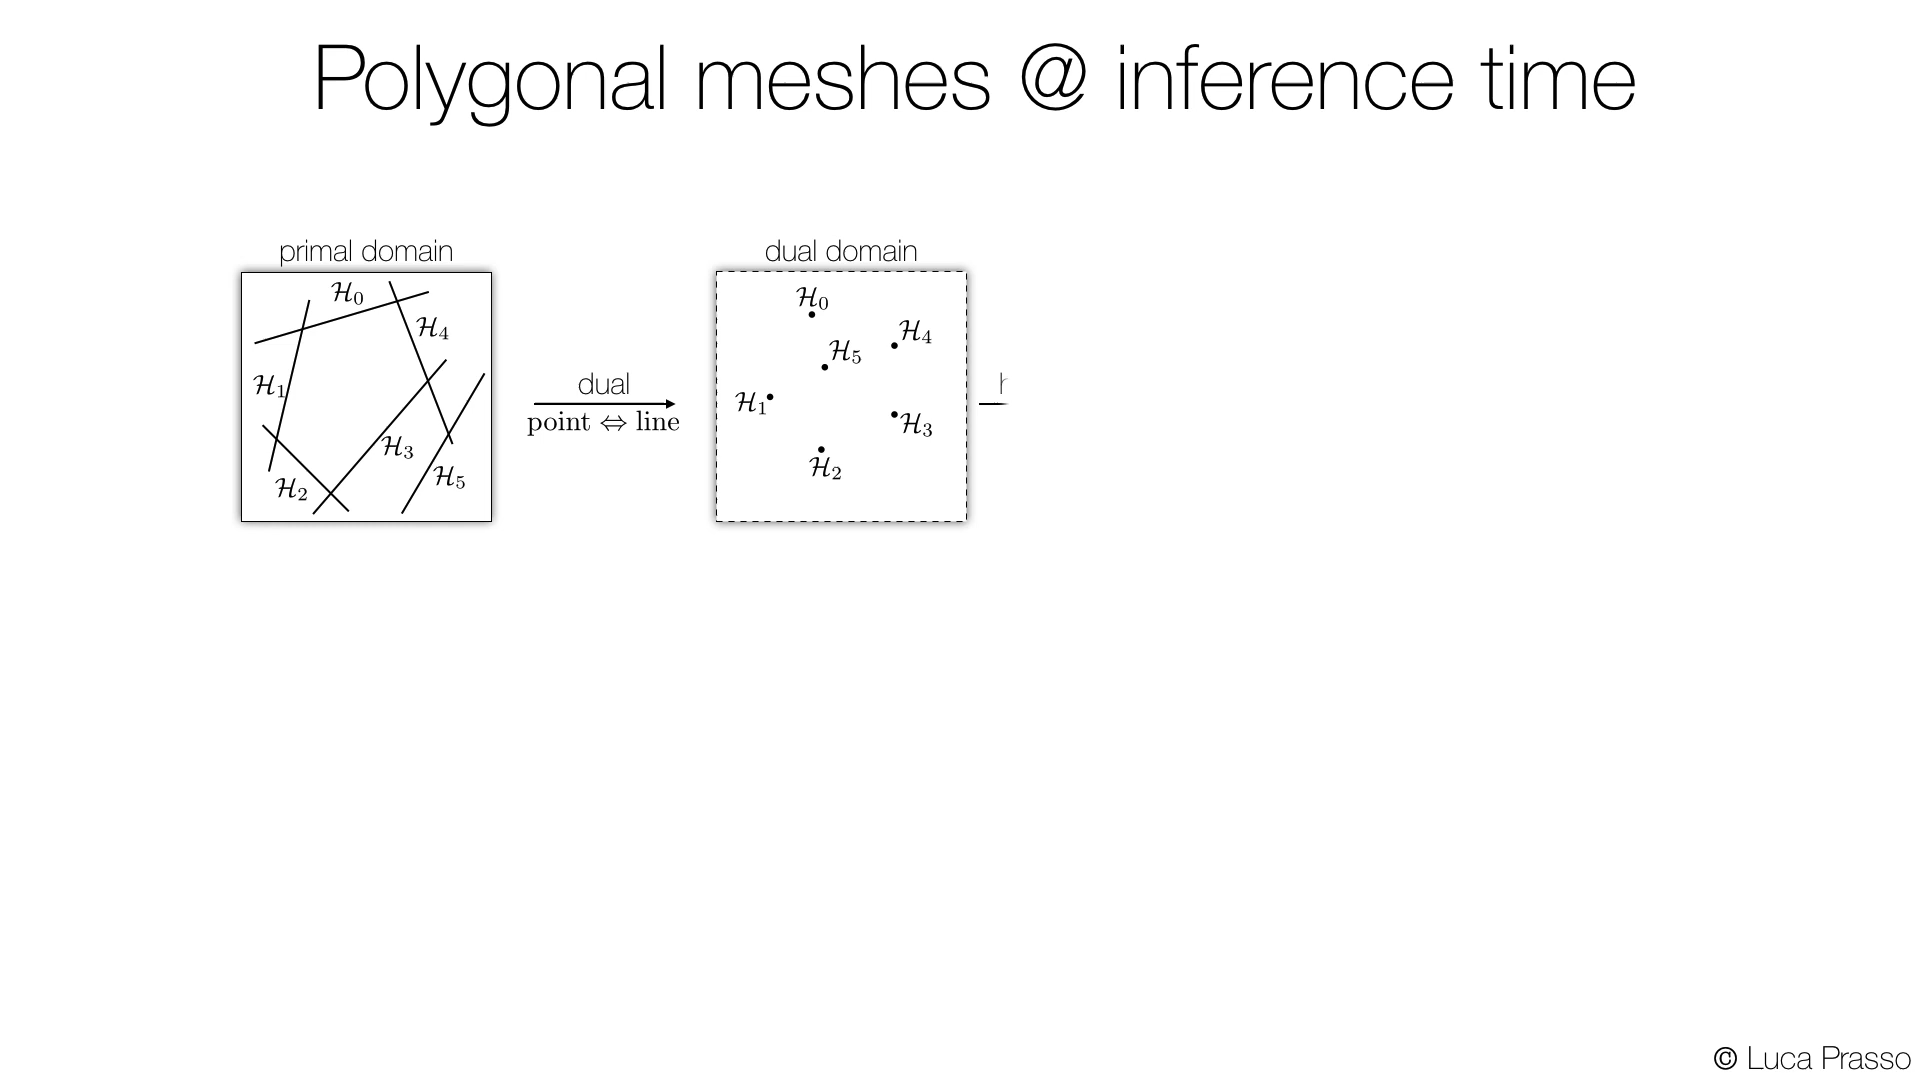 Polygonal meshes @ inference time
primal domain
dual domain
ℋ₀
ℋ₄
ℋ₁
ℋ₃
ℋ₅
ℋ₂
dual
point ⇔ line
ℋ₀
ℋ₄
ℋ₅
ℋ₁
ℋ₃
ℋ₂
© Luca Prasso